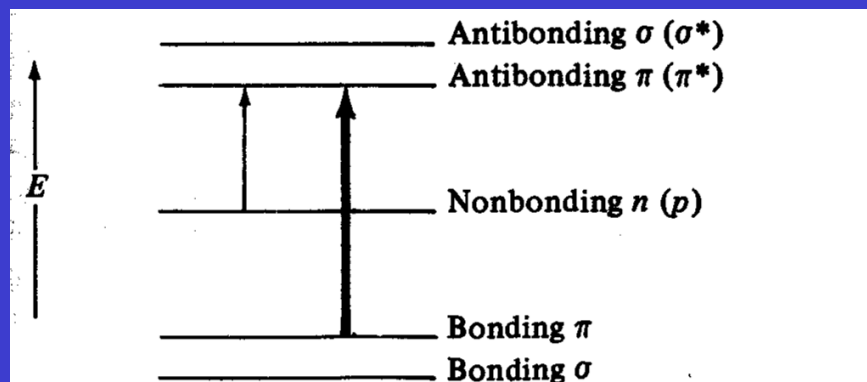 Antibonding σ (σ*)
Antibonding π (π*)
E
Nonbonding n (p)
Bonding π
Bonding σ